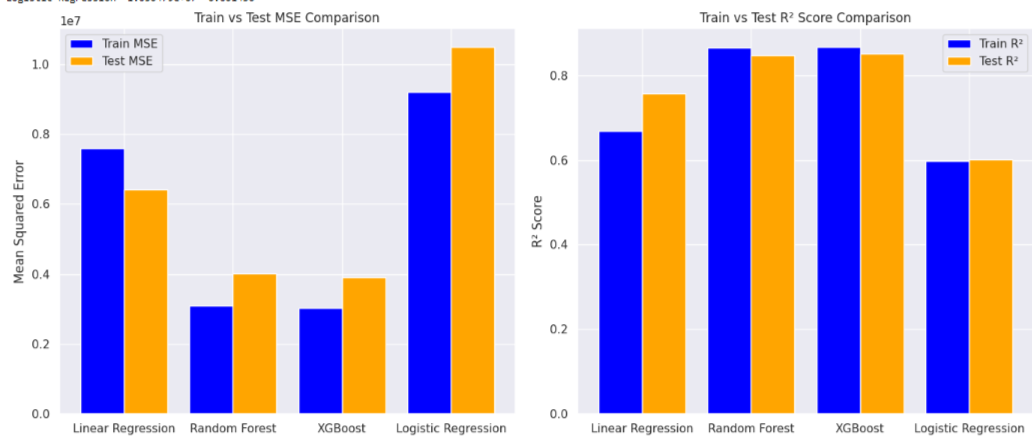 Train vs Test MSE Comparison
1e7
Train MSE
Test MSE
Mean Squared Error
1.0
0.8
0.6
0.4
0.2
0.0
Linear Regression
Random Forest
XGBoost
Logistic Regression
Train vs Test R² Score Comparison
Train R²
Test R²
R² Score
0.8
0.6
0.4
0.2
0.0
Linear Regression
Random Forest
XGBoost
Logistic Regression